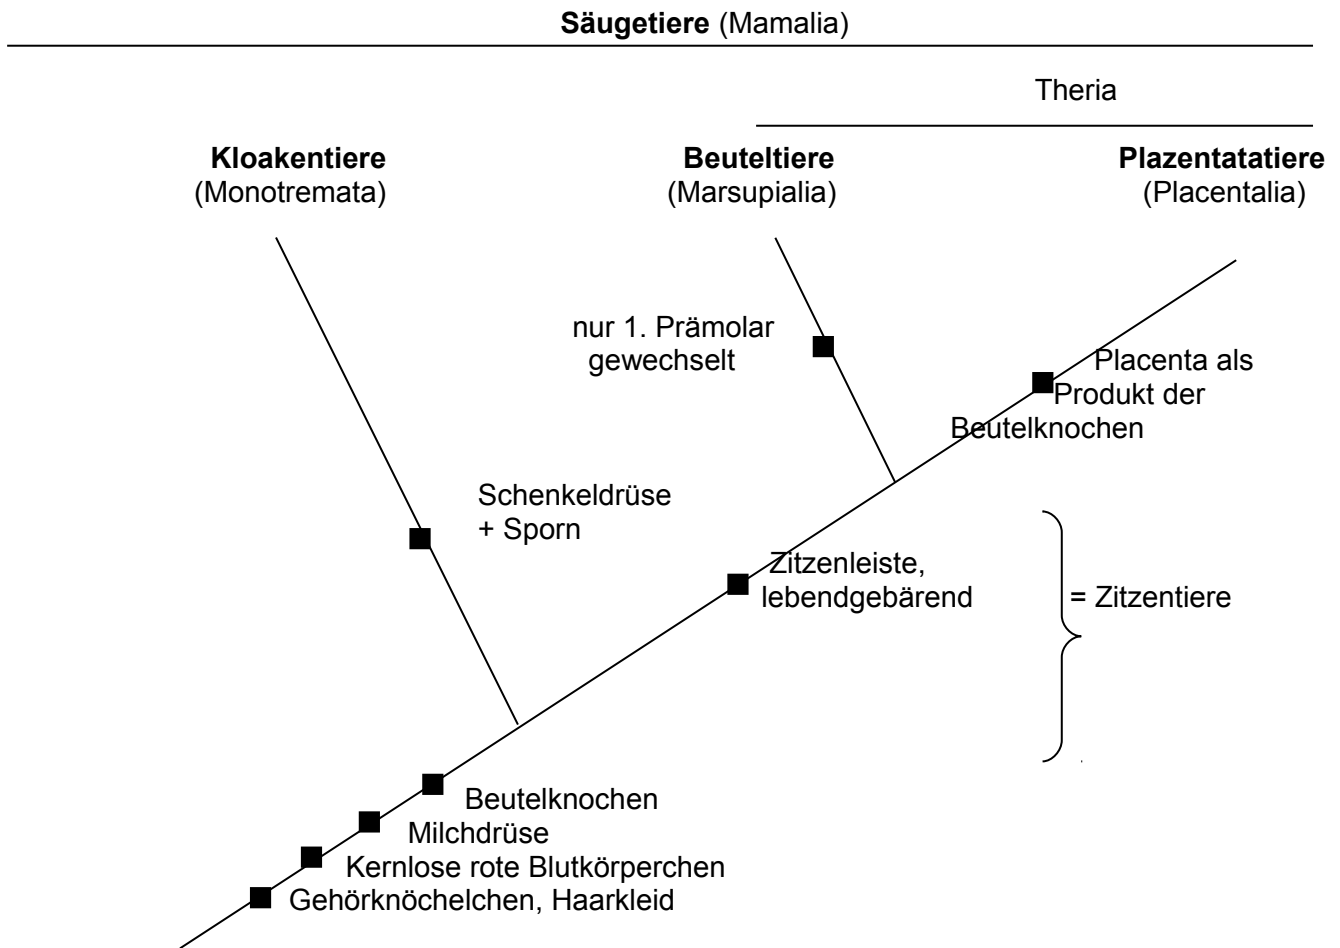 Säugetiere (Mamalia)
Theria
Kloakentiere
(Monotremata)
Beuteltiere
(Marsupialia)
Plazentatatiere
(Placentalia)
nur 1. Prämolar
gewechselt
Placenta als
Produkt der
Beutelknochen
Schenkeldrüse
+ Sporn
Zitzenleiste,
lebendgebärend
= Zitzentiere
Beutelknochen
Milchdrüse
Kernlose rote Blutkörperchen
Gehörknöchelchen, Haarkleid